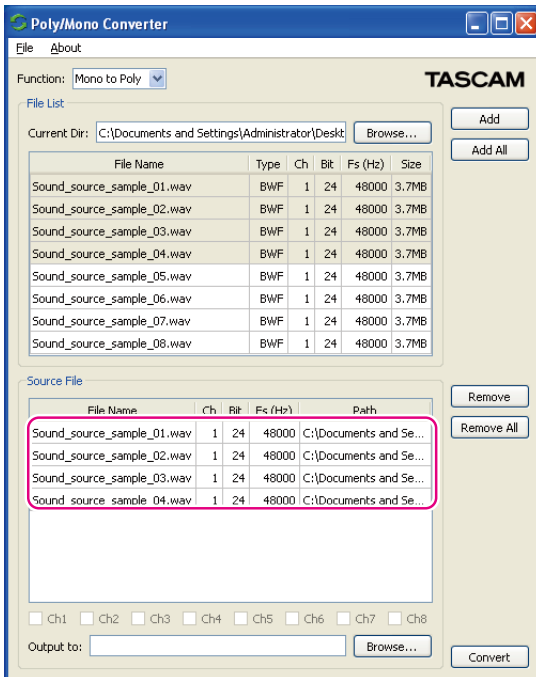 Poly/Mono Converter
File About
Function: Mono to Poly TASCAM
File List
Current Dir: C:\Documents and Settings\Administrator\Deskt Browse... Add
Add All
File Name Type Ch Bit Fs (Hz) Size
Sound_source_sample_01.wav BWF 1 24 48000 3.7MB
Sound_source_sample_02.wav BWF 1 24 48000 3.7MB
Sound_source_sample_03.wav BWF 1 24 48000 3.7MB
Sound_source_sample_04.wav BWF 1 24 48000 3.7MB
Sound_source_sample_05.wav BWF 1 24 48000 3.7MB
Sound_source_sample_06.wav BWF 1 24 48000 3.7MB
Sound_source_sample_07.wav BWF 1 24 48000 3.7MB
Sound_source_sample_08.wav BWF 1 24 48000 3.7MB
Source File
Remove
File Name Ch Bit Fs (Hz) Path
Remove All
Sound_source_sample_01.wav 1 24 48000 C:\Documents and Se...
Sound_source_sample_02.wav 1 24 48000 C:\Documents and Se...
Sound_source_sample_03.wav 1 24 48000 C:\Documents and Se...
Sound_source_sample_04.wav 1 24 48000 C:\Documents and Se...
Ch1 Ch2 Ch3 Ch4 Ch5 Ch6 Ch7 Ch8
Output to: Browse...
Convert